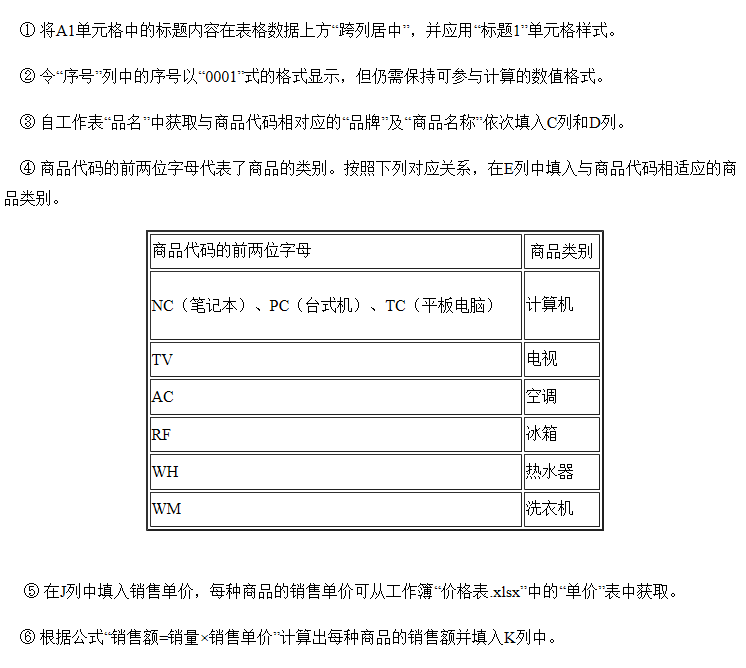 ① 将A1单元格中的标题内容在表格数据上方“跨列居中”，并应用“标题1”单元格样式。
② 令“序号”列中的序号以“0001”式的格式显示，但仍需保持可参与计算的数值格式。
③ 自工作表“品名”中获取与商品代码相对应的“品牌”及“商品名称”依次填入C列和D列。
④ 商品代码的前两位字母代表了商品的类别。按照下列对应关系，在E列中填入与商品代码相适应的商
品类别。
商品代码的前两位字母 商品类别
NC（笔记本）、PC（台式机）、TC（平板电脑） 计算机
TV 电视
AC 空调
RF 冰箱
WH 热水器
WM 洗衣机
⑤ 在J列中填入销售单价，每种商品的销售单价可从工作簿“价格表.xlsx”中的“单价”表中获取。
⑥ 根据公式“销售额=销量×销售单价”计算出每种商品的销售额并填入K列中。